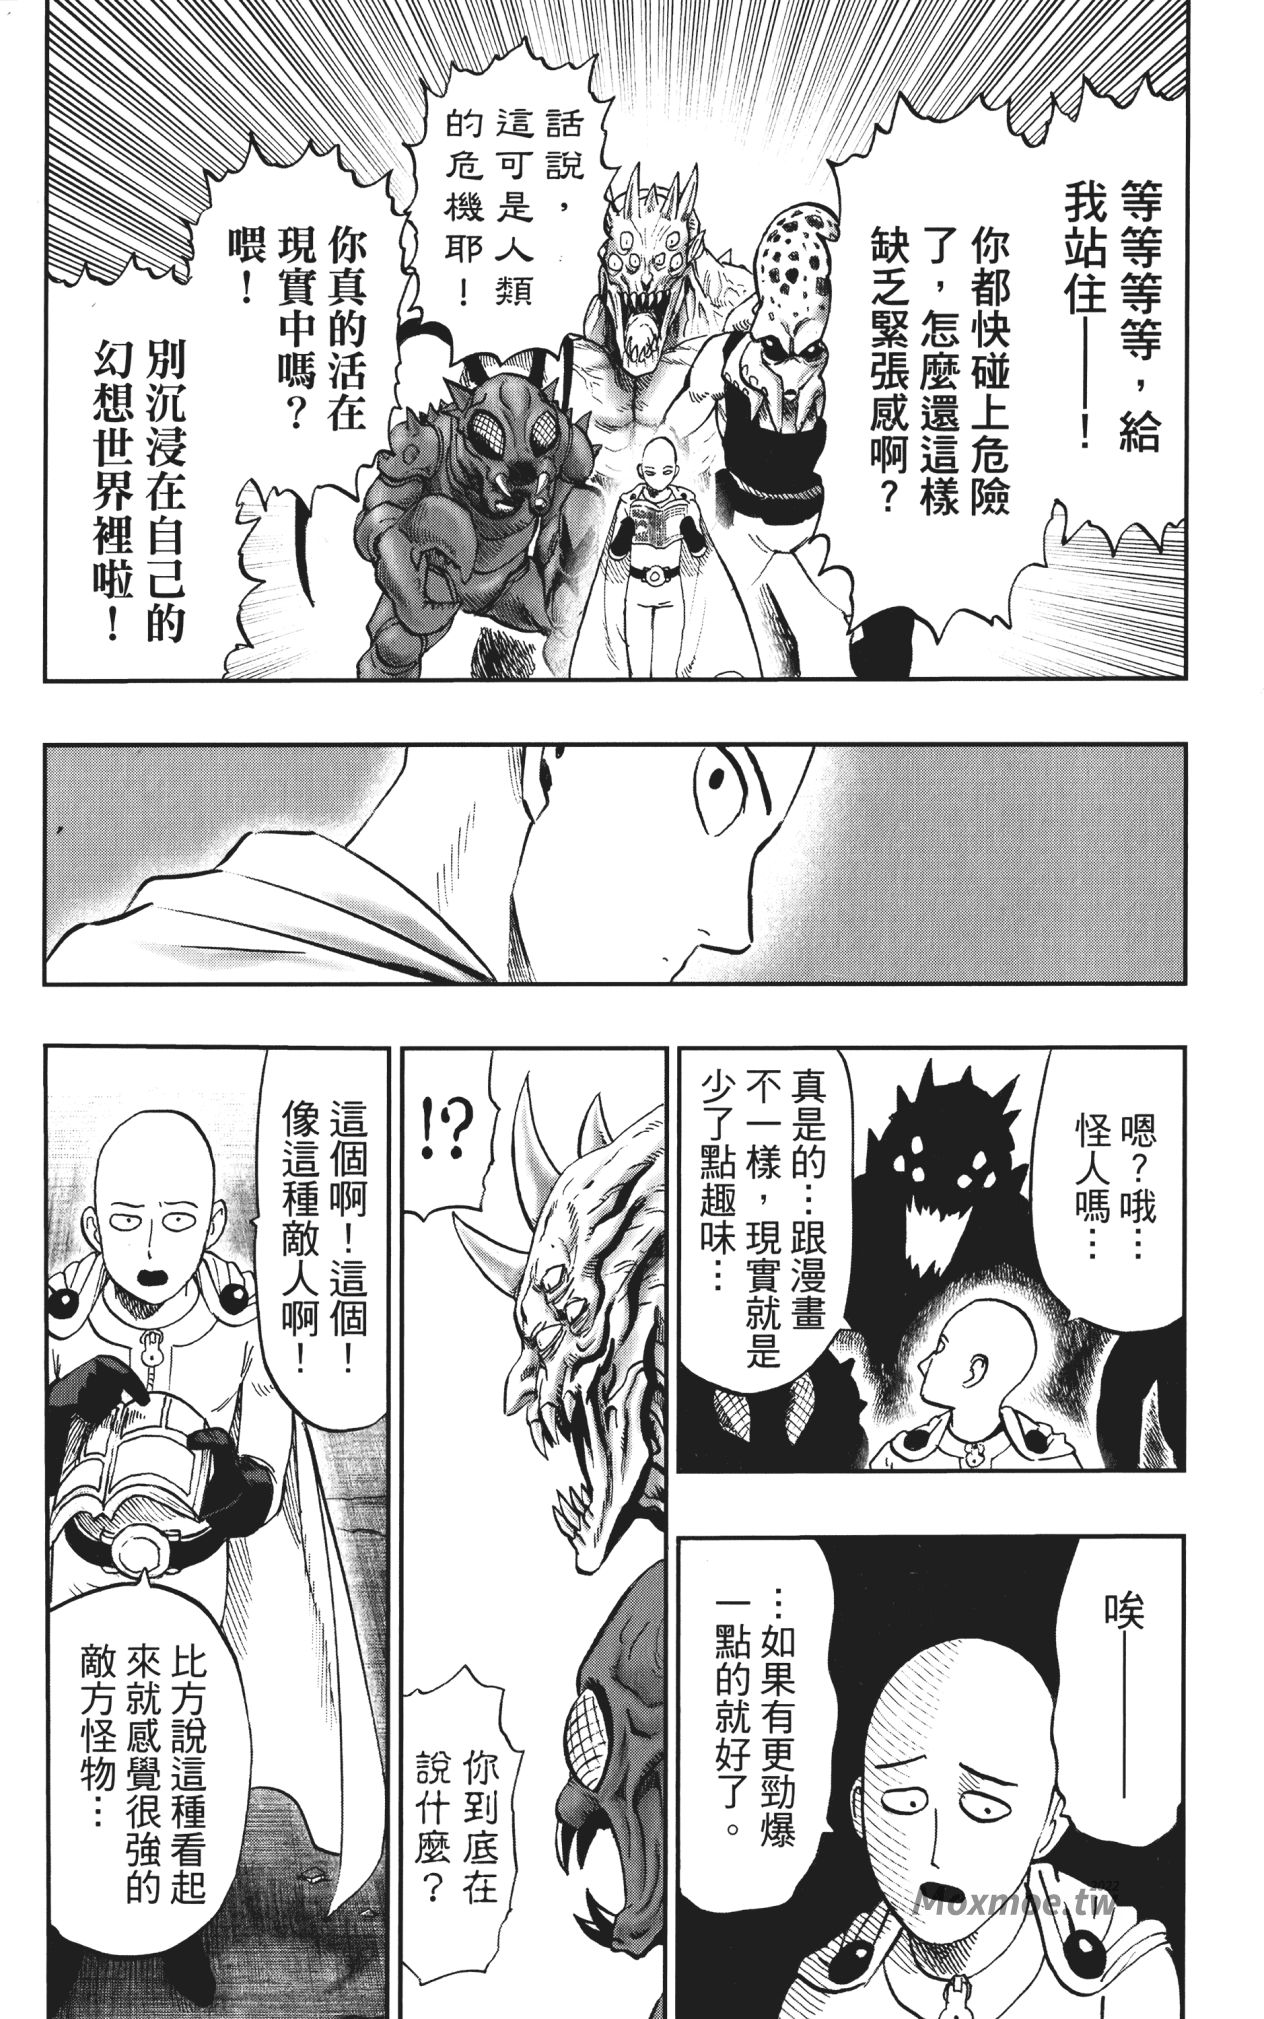 等等等等，給
我站住——！
你都快碰上危險
了，怎麼還這樣
缺乏緊張感啊？
話說，
這可是人類
的危機耶！
你真的活在
現實中嗎？
喂！
別沉浸在自己的
幻想世界裡啦！
嗯？哦…
怪人嗎…
真是的…跟漫畫
不一樣，現實就是
少了點趣味…
唉——
…如果有更勁爆
一點的就好了。
!?
你到底在
說什麼？
這個啊！這個！
像這種敵人啊！
比方說這種看起
來就感覺很強的
敵方怪物…
2022
Moxmoe.tw